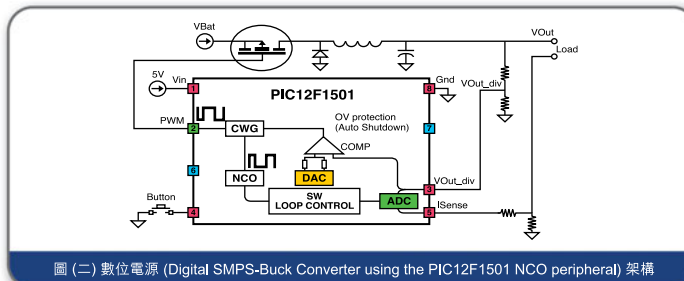 VBat
VOut
Load
5V
Vin
1
PIC12F1501
8
Gnd
VOut_div
PWM
2
CWG
OV protection
(Auto Shutdown)
7
COMP
6
NCO
DAC
3
VOut_div
Button
4
SW
LOOP CONTROL
ADC
5
ISense
圖 (二) 數位電源 (Digital SMPS-Buck Converter using the PIC12F1501 NCO peripheral) 架構